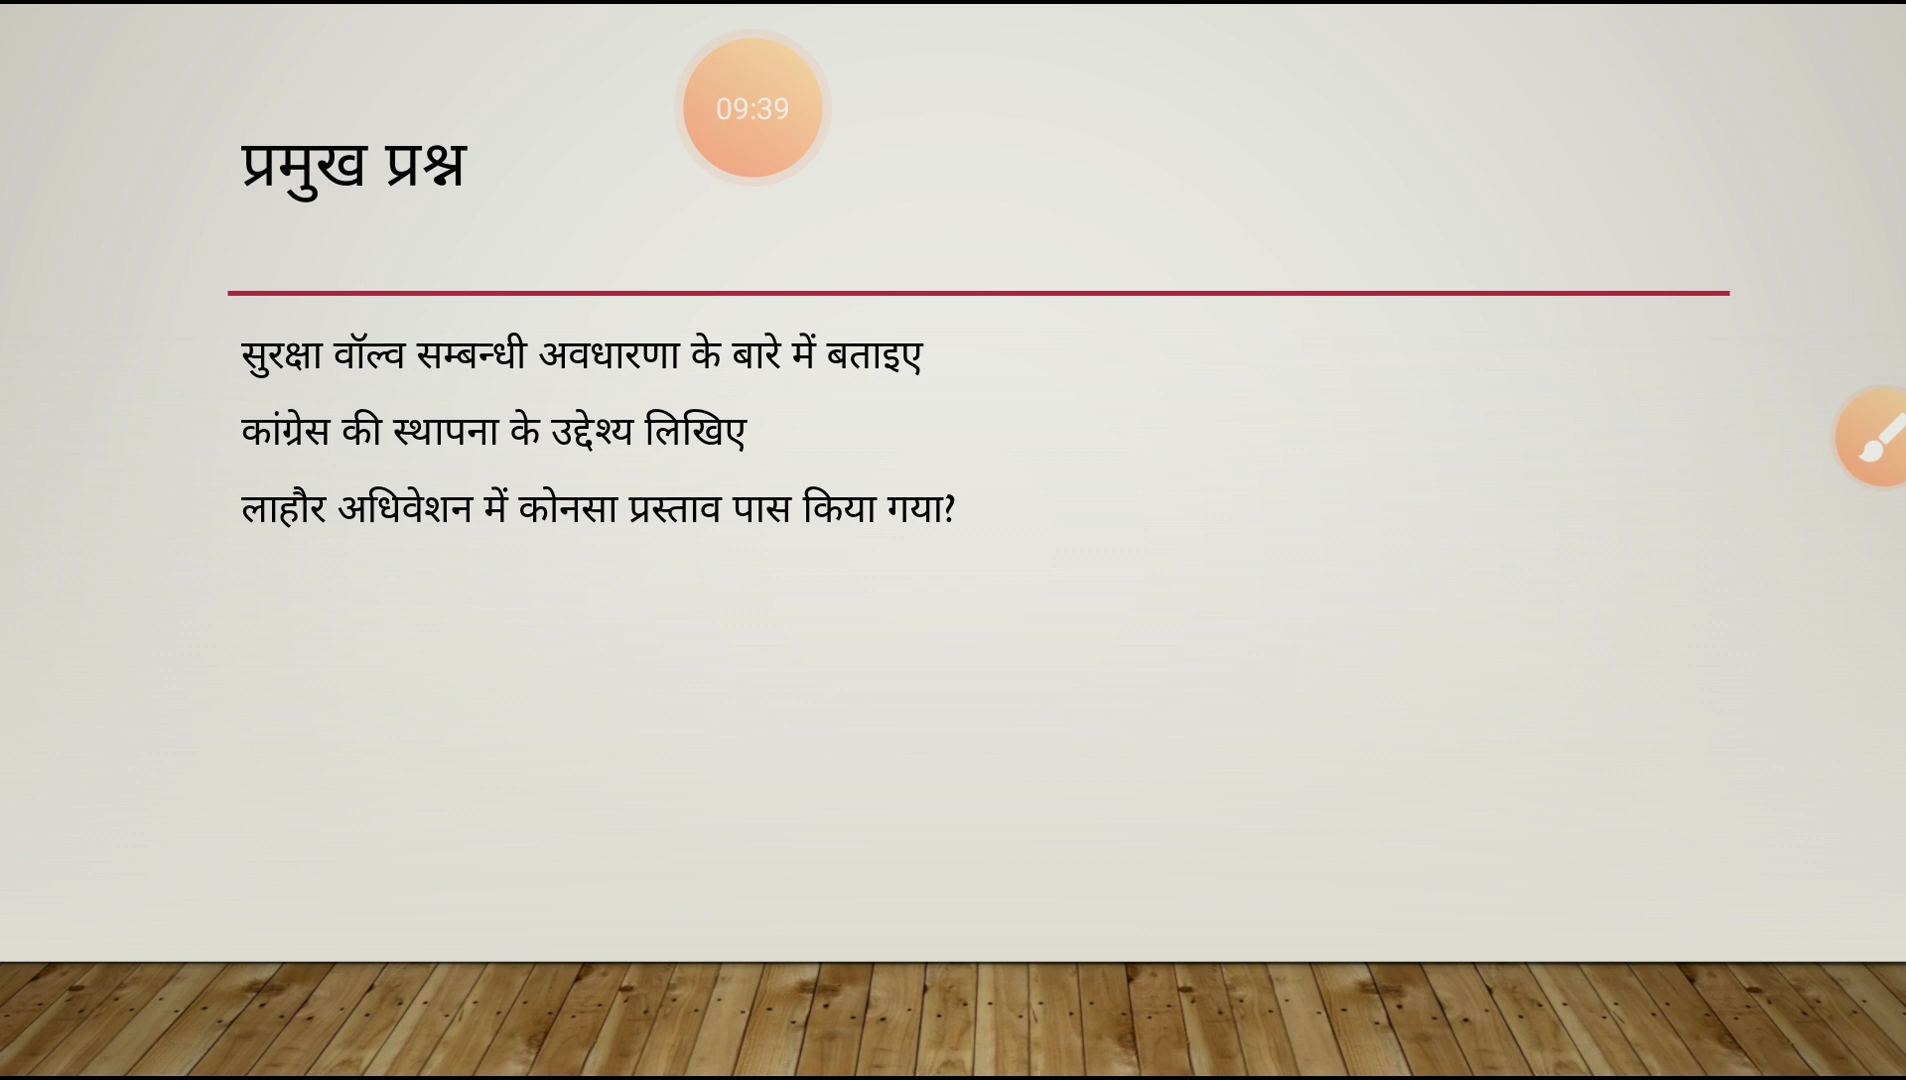 09:39
प्रमुख प्रश्न
सुरक्षा वॉल्व सम्बन्धी अवधारणा के बारे में बताइए
कांग्रेस की स्थापना के उद्देश्य लिखिए
लाहौर अधिवेशन में कोनसा प्रस्ताव पास किया गया?